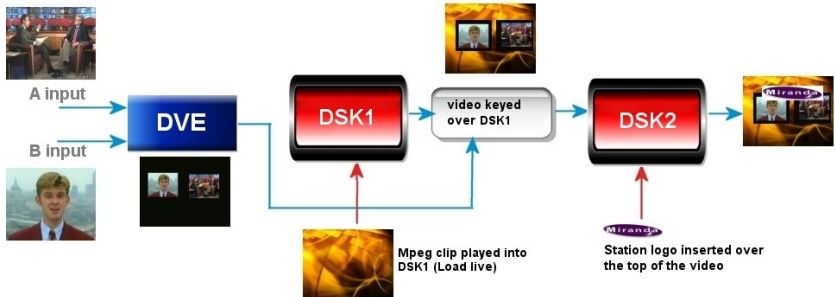 A input
B input
DVE
DSK1
video keyed
over DSK1
DSK2
Miranda
Mpeg clip played into
DSK1 (Load live)
Miranda
Station logo inserted over
the top of the video